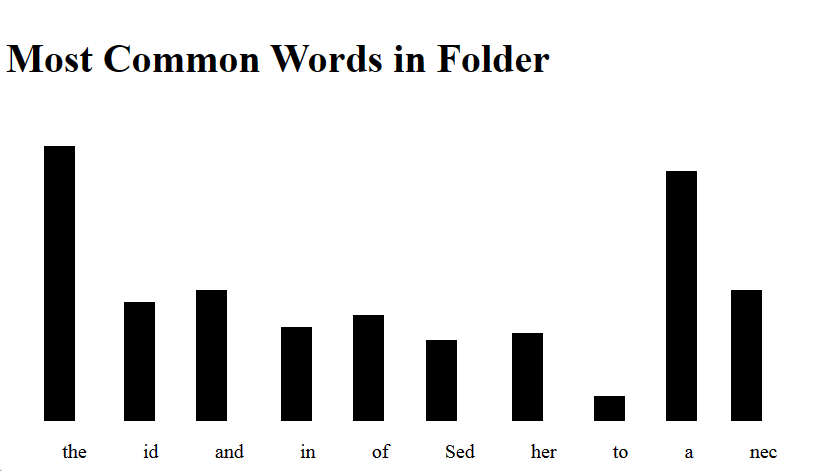 Most Common Words in Folder
the id and in of Sed her to a nec